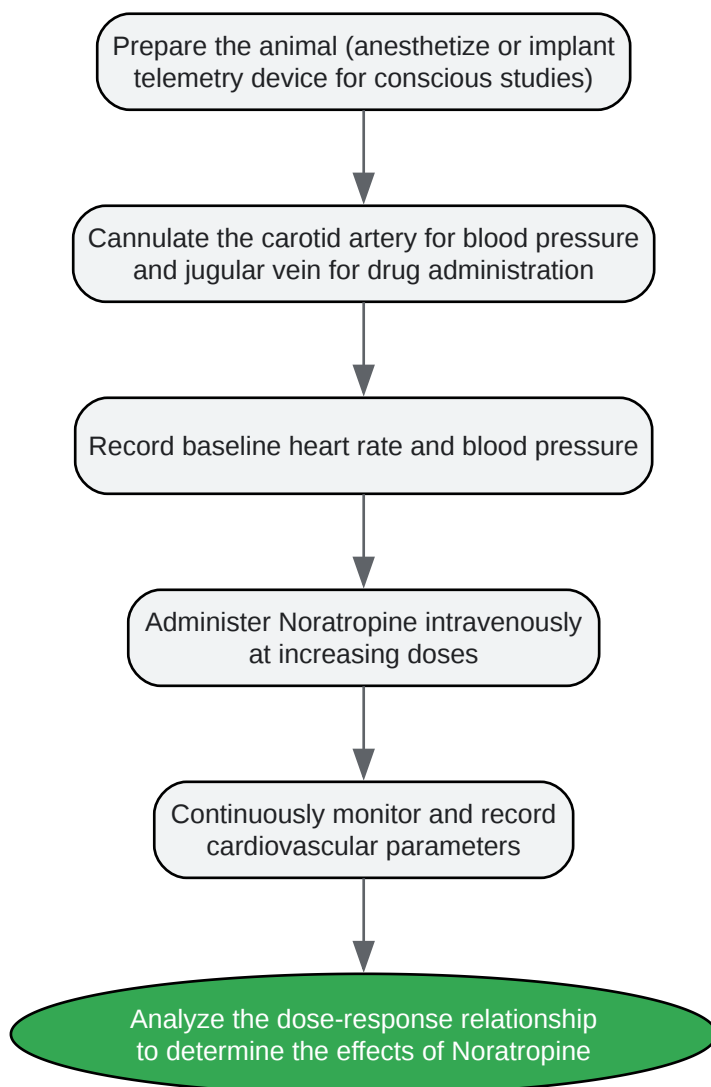 Prepare the animal (anesthetize or implant
telemetry device for conscious studies)
Cannulate the carotid artery for blood pressure
and jugular vein for drug administration
Record baseline heart rate and blood pressure
Administer Noratropine intravenously
at increasing doses
Continuously monitor and record
cardiovascular parameters
Analyze the dose-response relationship
to determine the effects of Noratropine